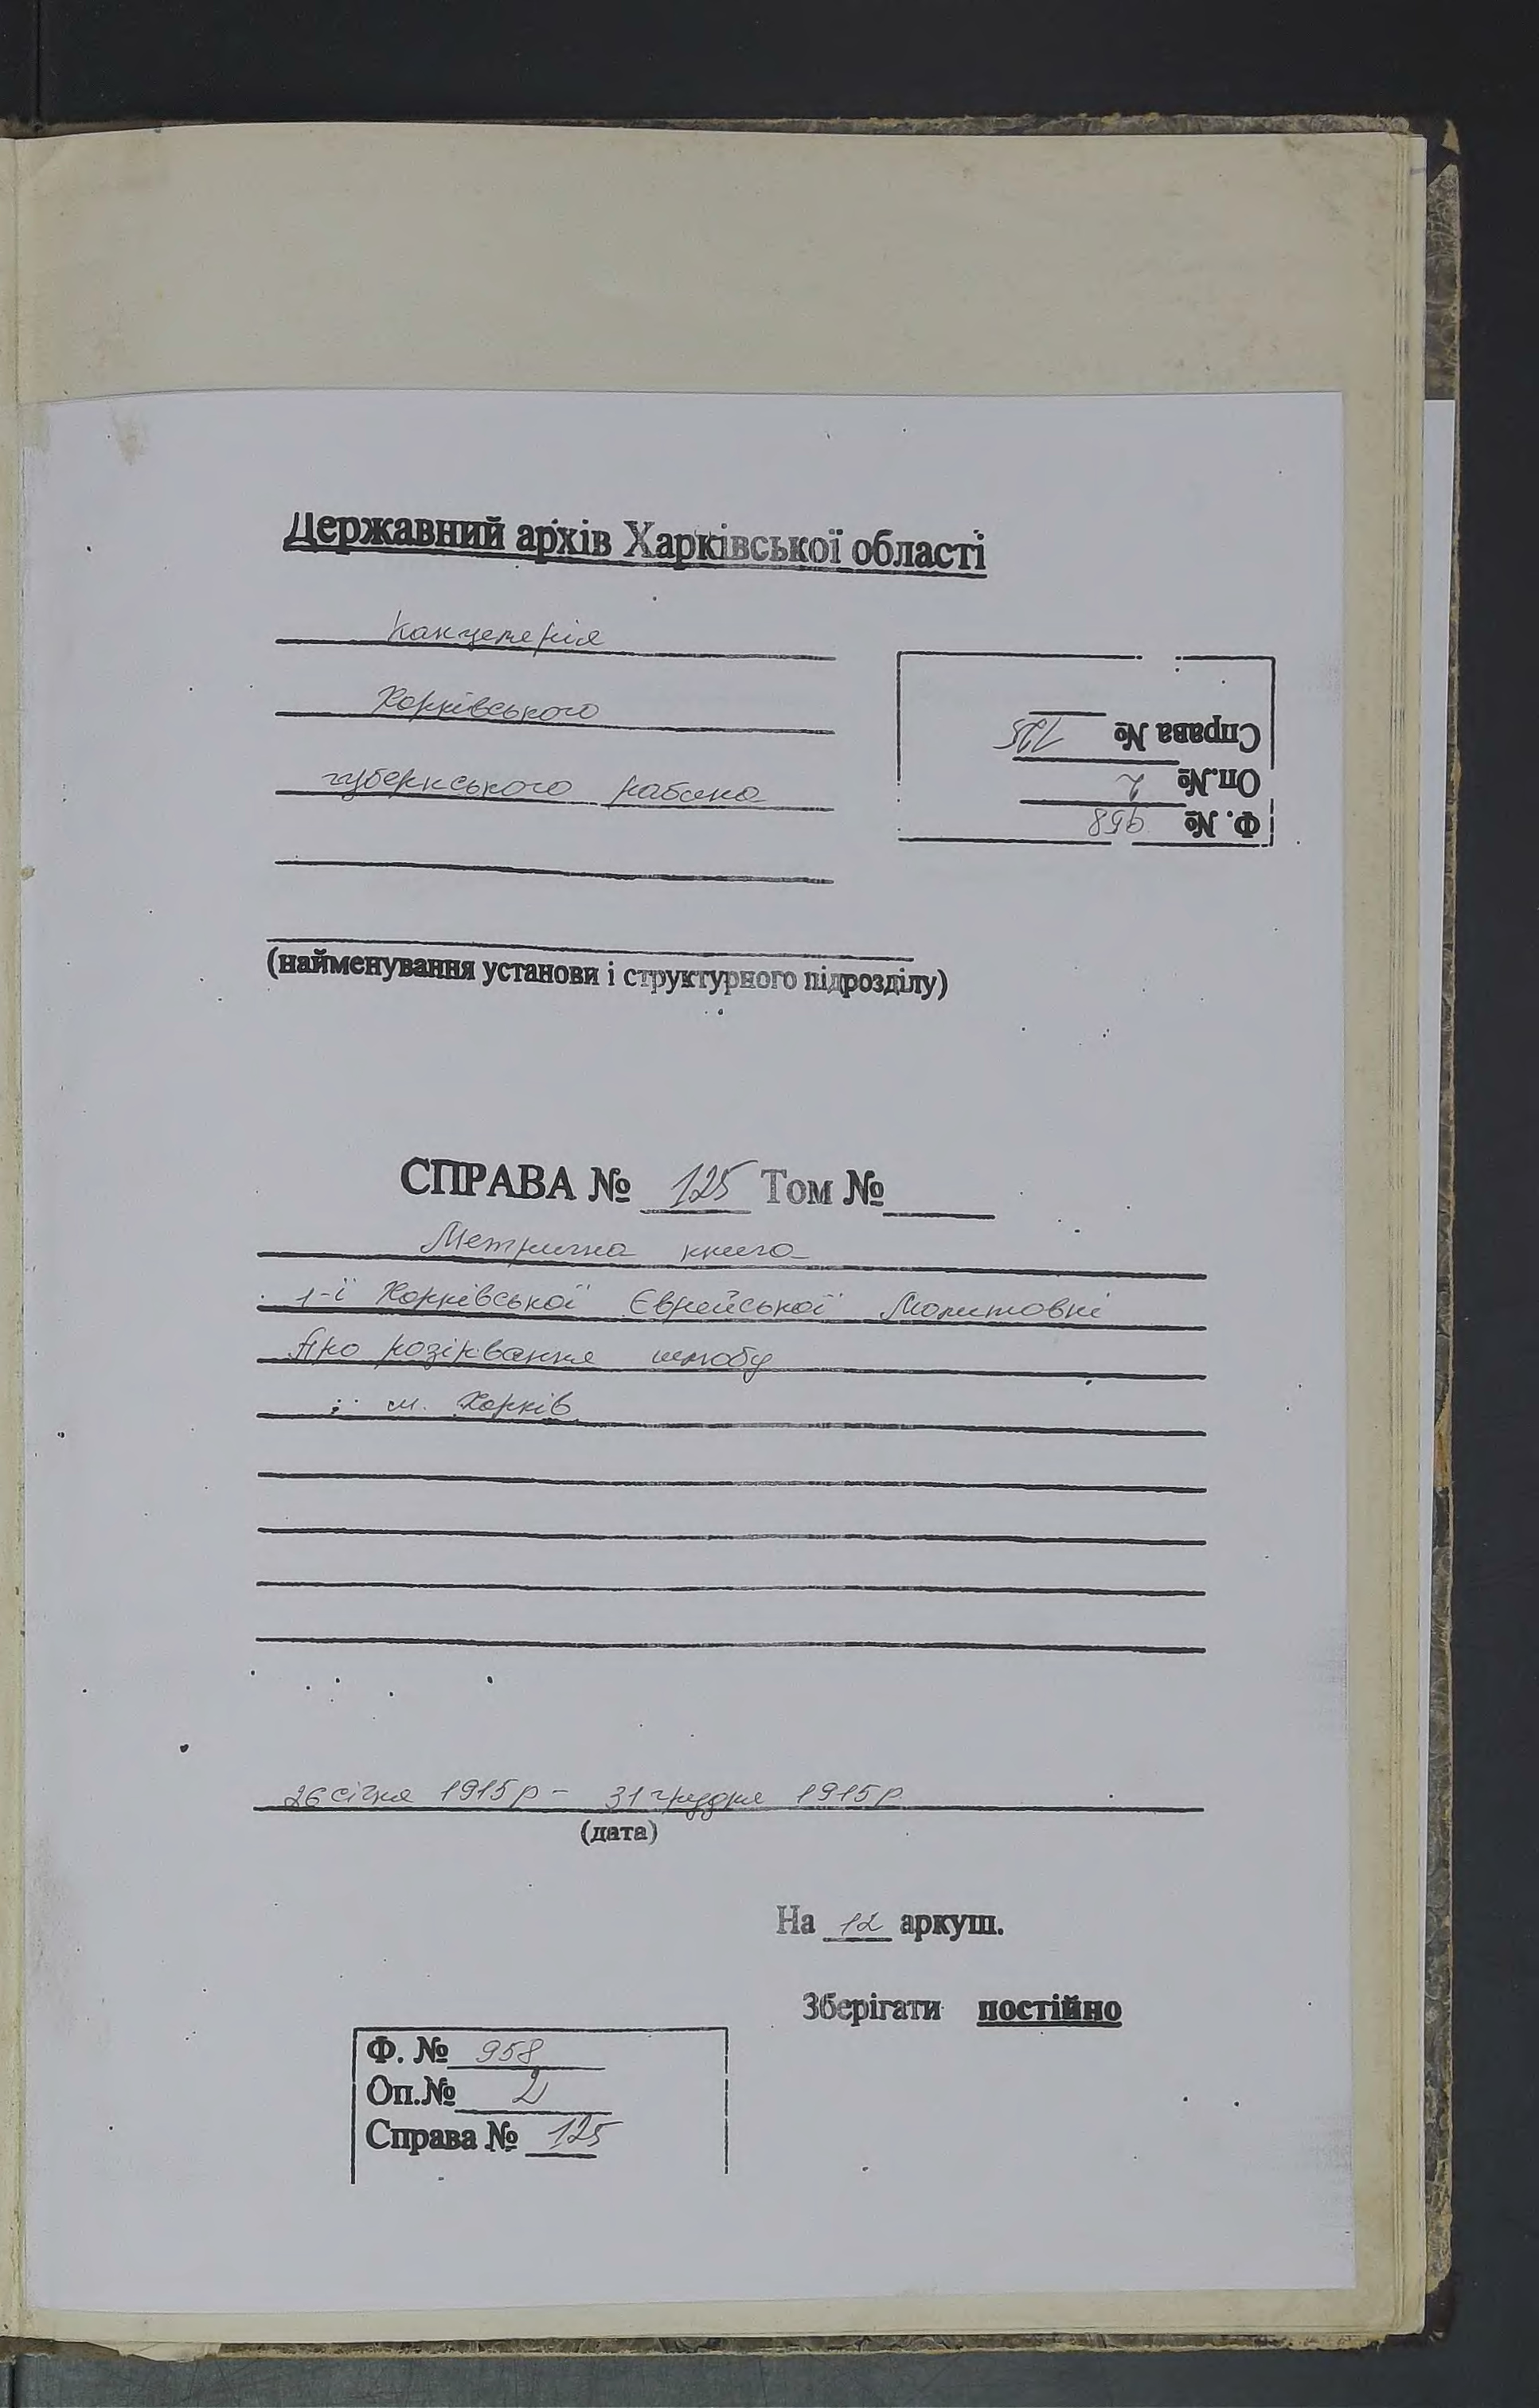 Державний архів Харківської області
Канцелярія
Харківського
губернського рабина
Справа № 125
Оп.№ 2
Ф. № 958
(найменування установи і структурного підрозділу)
СПРАВА № 125 Том №
Метрична книга
1-ї Харківської Єврейської Молитовні
про розірвання шлюбу
м. Харків
26 січня 1915 р – 31 грудня 1915 р.
(дата)
На 12 аркуш.
Зберігати постійно
Ф. № 958
Оп.№ 2
Справа № 125